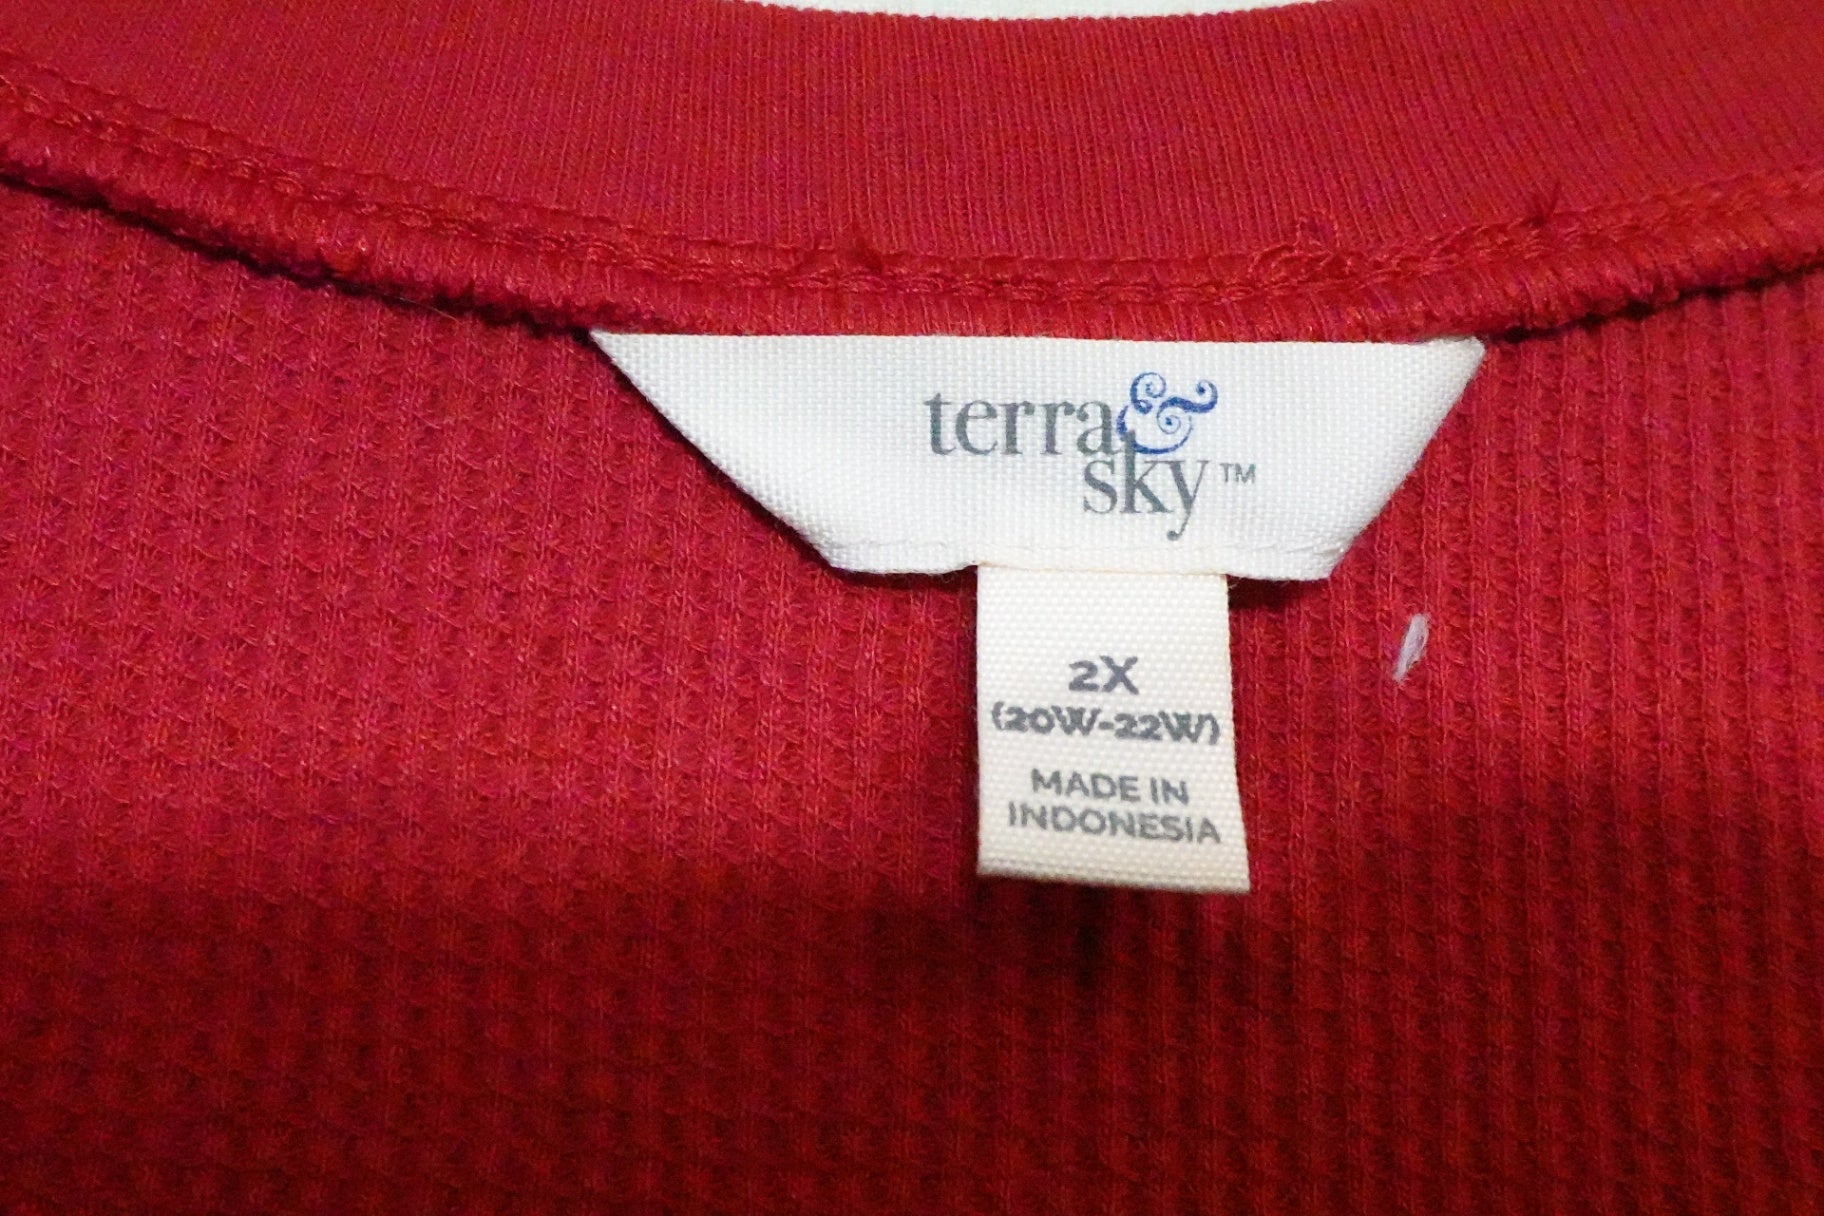 terra &
sky™
2X
(20W-22W)
MADE IN
INDONESIA